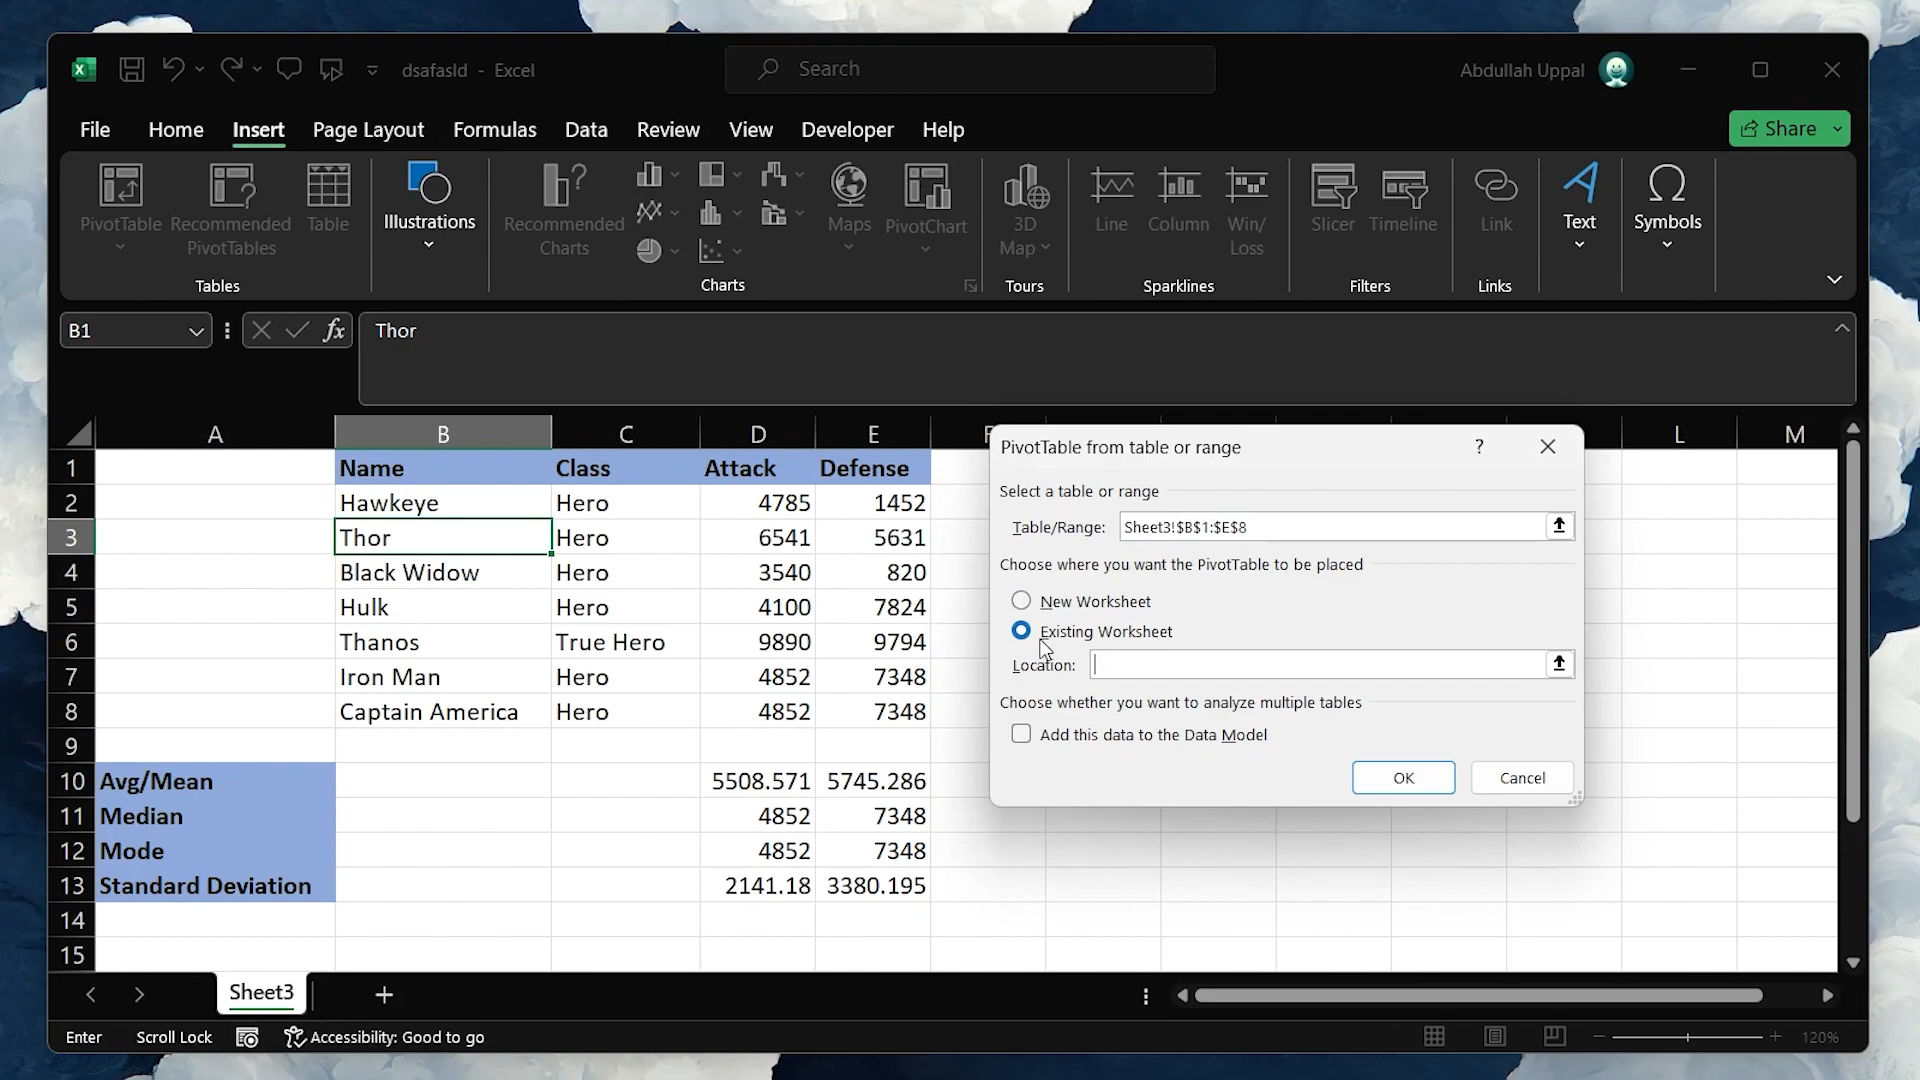 dsafasld - Excel
Search
Abdullah Uppal
File Home Insert Page Layout Formulas Data Review View Developer Help
Share
PivotTable
Recommended PivotTables
Table
Tables
Illustrations
Recommended Charts
Maps
PivotChart
Charts
3D Map
Tours
Line
Column
Win/Loss
Sparklines
Slicer
Timeline
Filters
Link
Links
Text
Symbols
B1
fx
Thor
A B C D E F L M
1 Name Class Attack Defense
2 Hawkeye Hero 4785 1452
3 Thor Hero 6541 5631
4 Black Widow Hero 3540 820
5 Hulk Hero 4100 7824
6 Thanos True Hero 9890 9794
7 Iron Man Hero 4852 7348
8 Captain America Hero 4852 7348
9
10 Avg/Mean 5508.571 5745.286
11 Median 4852 7348
12 Mode 4852 7348
13 Standard Deviation 2141.18 3380.195
14
15
PivotTable from table or range ?
Select a table or range
Table/Range: Sheet3!$B$1:$E$8
Choose where you want the PivotTable to be placed
New Worksheet
Existing Worksheet
Location:
Choose whether you want to analyze multiple tables
Add this data to the Data Model
OK Cancel
Sheet3
Enter Scroll Lock Accessibility: Good to go 120%